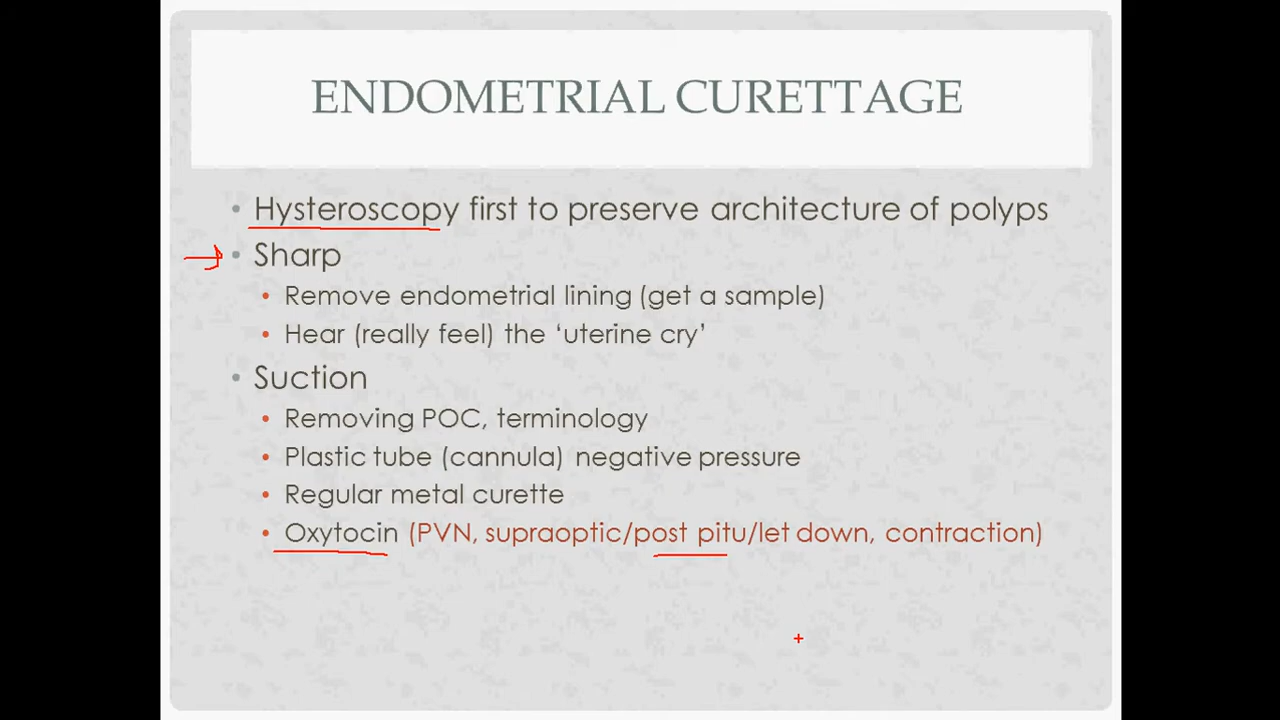 ENDOMETRIAL CURETTAGE
• Hysteroscopy first to preserve architecture of polyps
• Sharp
• Remove endometrial lining (get a sample)
• Hear (really feel) the ‘uterine cry’
• Suction
• Removing POC, terminology
• Plastic tube (cannula) negative pressure
• Regular metal curette
• Oxytocin (PVN, supraoptic/post pitu/let down, contraction)